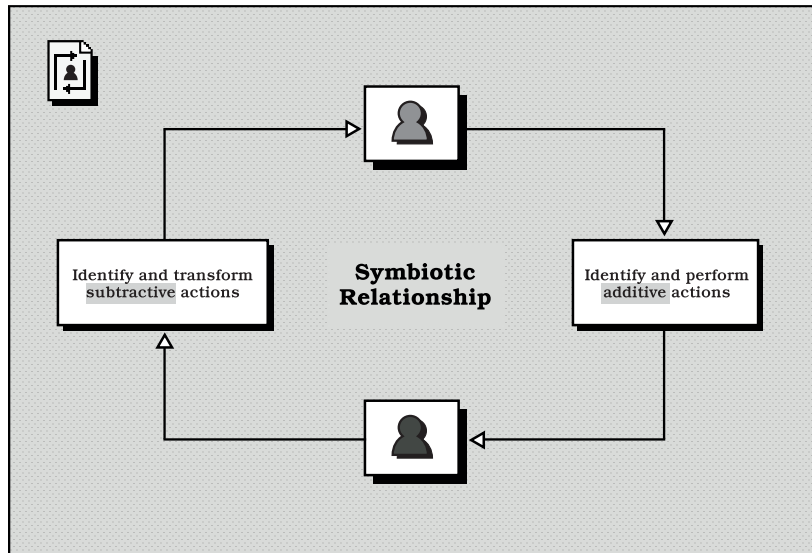 Symbiotic
Relationship
Identify and transform
subtractive actions
Identify and perform
additive actions